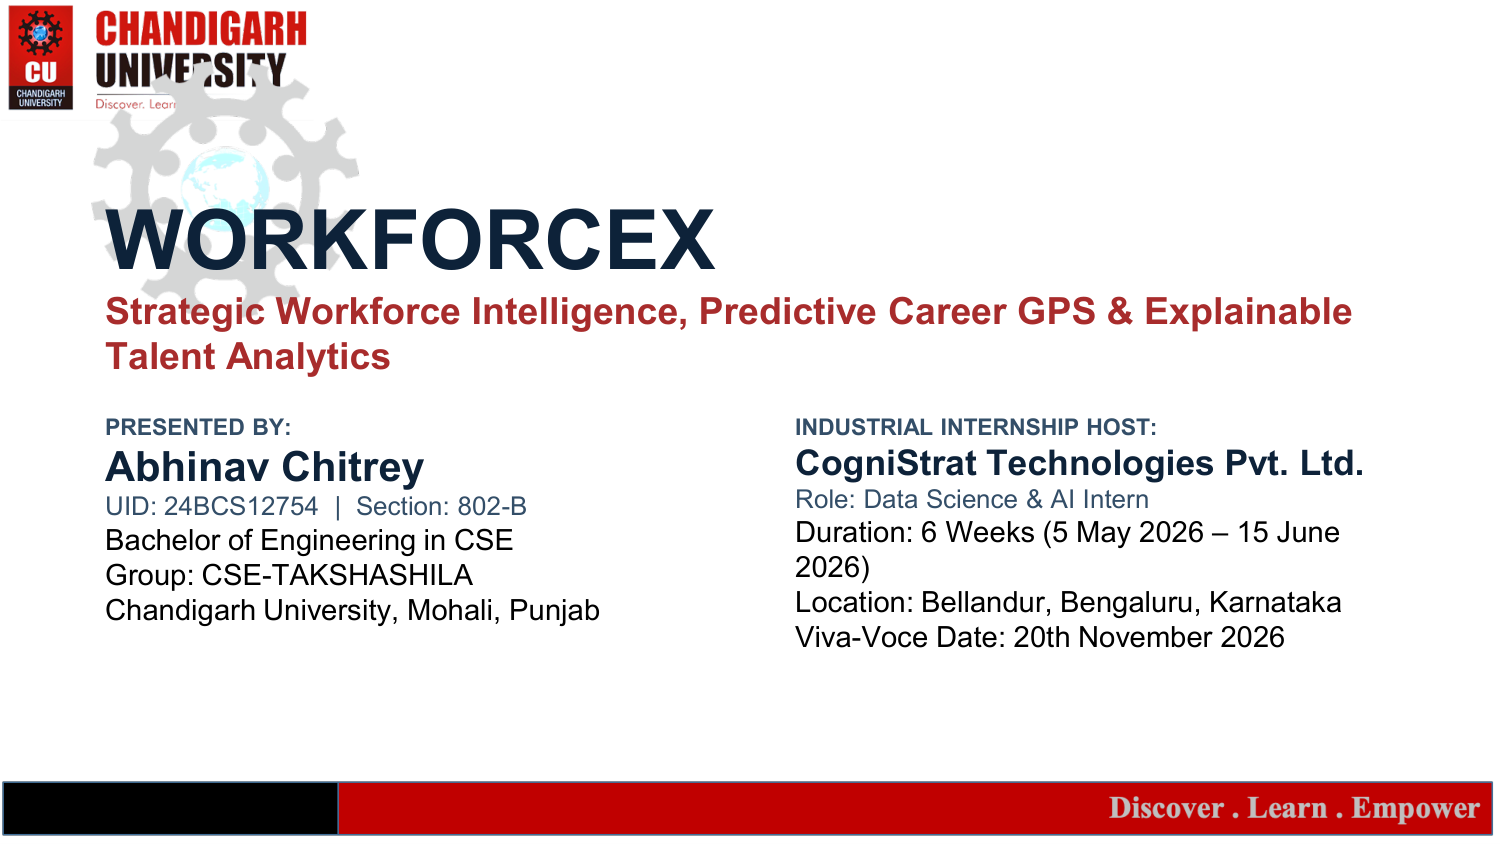 CU
CHANDIGARH
UNIVERSITY
CHANDIGARH
UNIVERSITY
Discover. Learn
WORKFORCEX
Strategic Workforce Intelligence, Predictive Career GPS & Explainable
Talent Analytics
PRESENTED BY:
Abhinav Chitrey
UID: 24BCS12754 | Section: 802-B
Bachelor of Engineering in CSE
Group: CSE-TAKSHASHILA
Chandigarh University, Mohali, Punjab
INDUSTRIAL INTERNSHIP HOST:
CogniStrat Technologies Pvt. Ltd.
Role: Data Science & AI Intern
Duration: 6 Weeks (5 May 2026 – 15 June
2026)
Location: Bellandur, Bengaluru, Karnataka
Viva-Voce Date: 20th November 2026
Discover . Learn . Empower